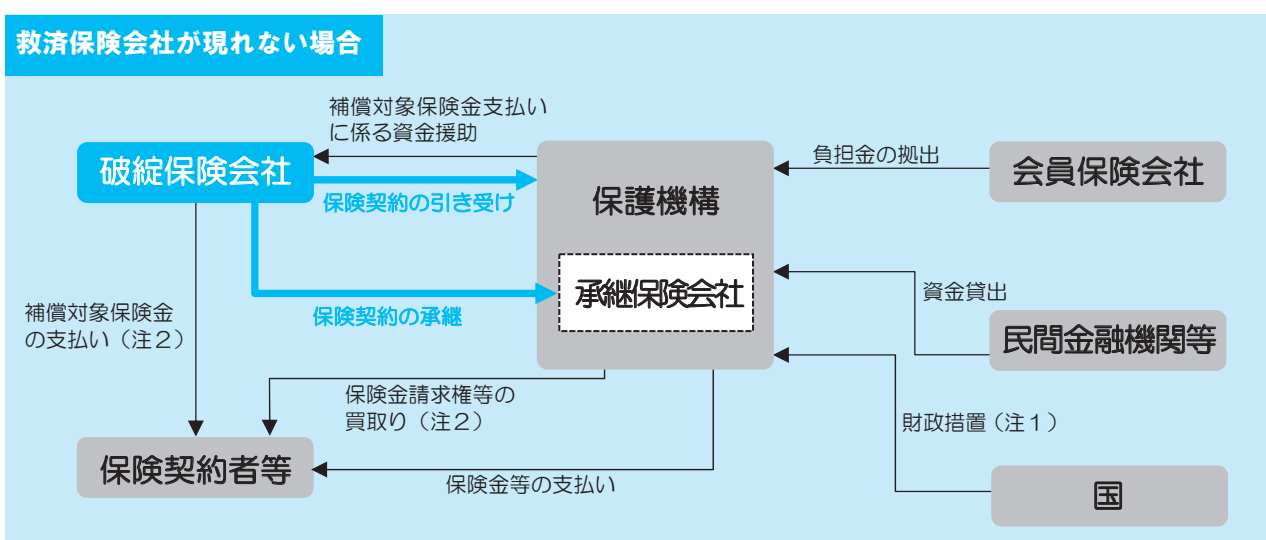 救済保険会社が現れない場合
補償対象保険金支払い
に係る資金援助
破綻保険会社
保険契約の引き受け
保護機構
負担金の拠出
会員保険会社
承継保険会社
保険契約の承継
資金貸出
民間金融機関等
補償対象保険金
の支払い（注２）
保険金請求権等の
買取り（注２）
財政措置（注１）
保険契約者等
保険金等の支払い
国